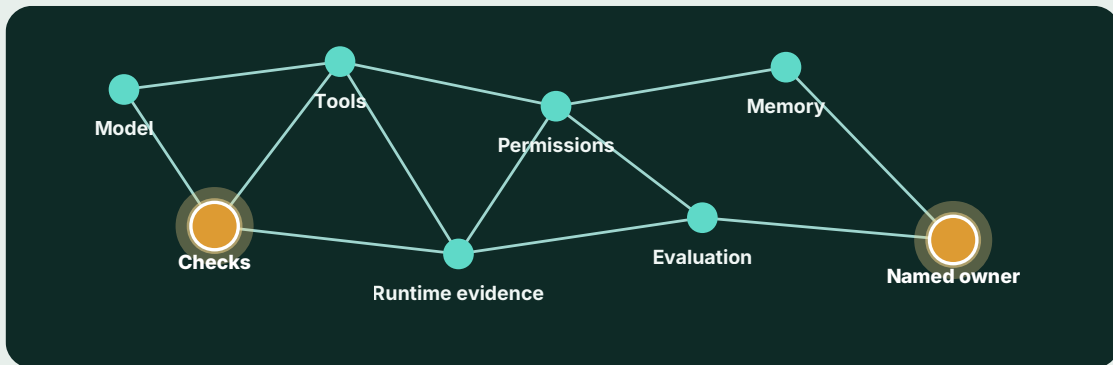 Model
Tools
Permissions
Memory
Checks
Runtime evidence
Evaluation
Named owner